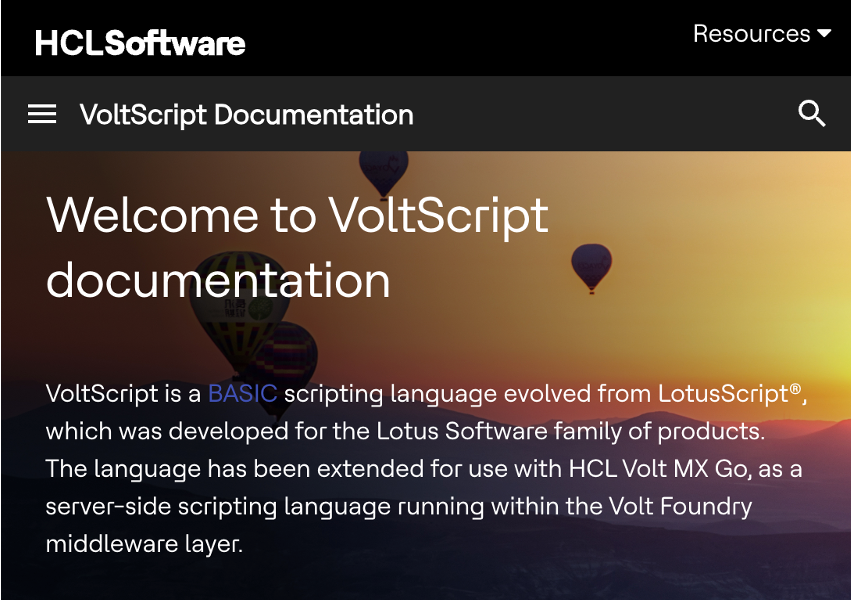 HCLSoftware
Resources
VoltScript Documentation
Welcome to VoltScript
documentation
VoltScript is a BASIC scripting language evolved from LotusScript®,
which was developed for the Lotus Software family of products.
The language has been extended for use with HCL Volt MX Go, as a
server-side scripting language running within the Volt Foundry
middleware layer.